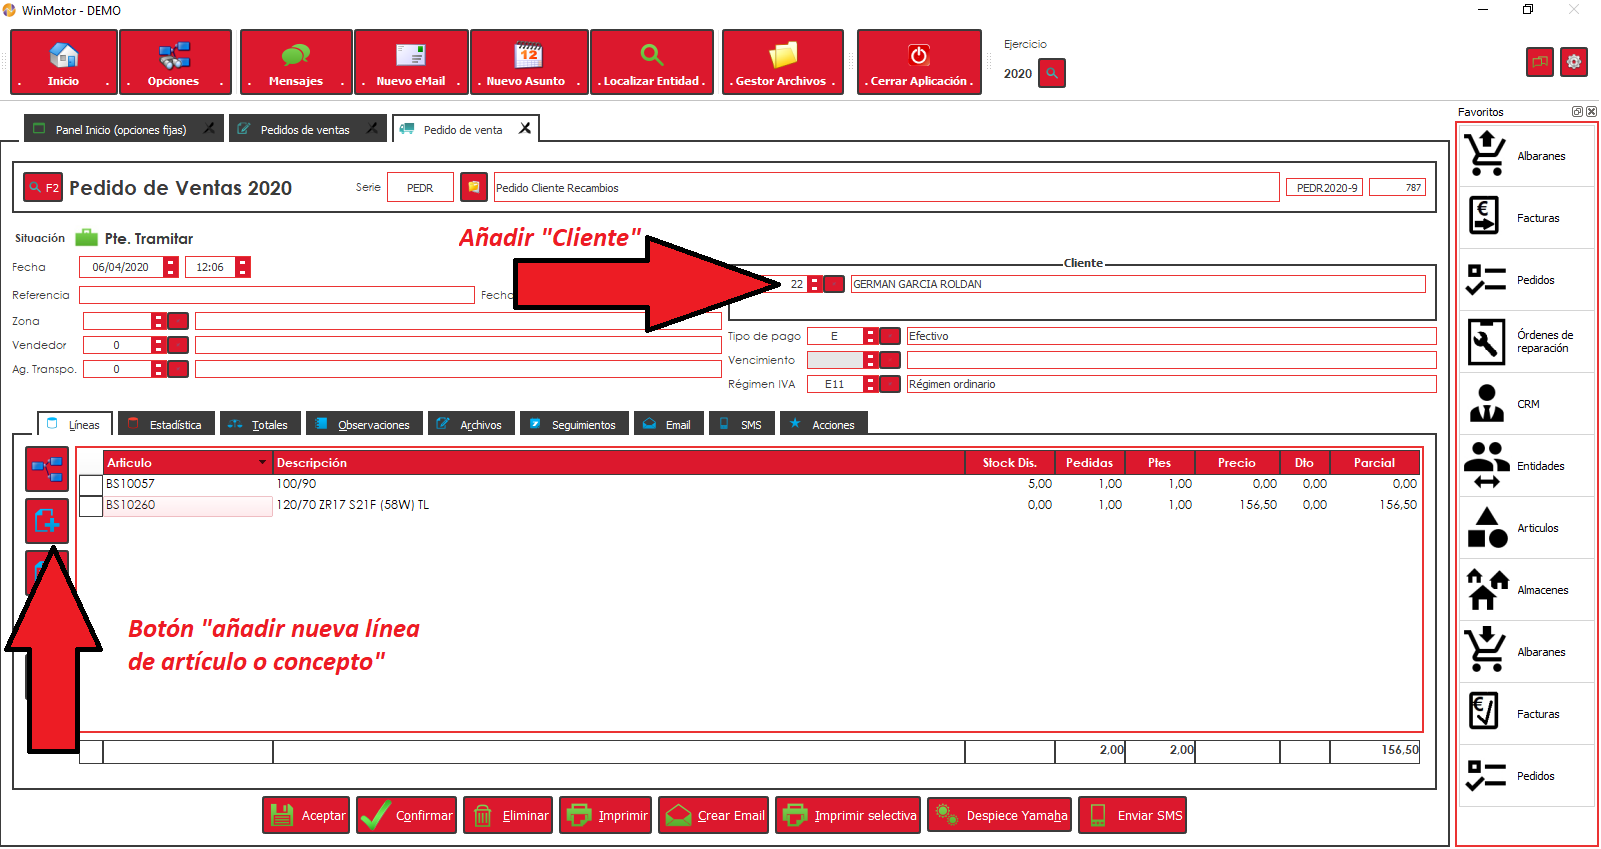 WinMotor - DEMO
. Inicio .
. Opciones .
. Mensajes .
. Nuevo eMail .
. Nuevo Asunto .
. Localizar Entidad .
. Gestor Archivos .
. Cerrar Aplicación .
12
Ejercicio
2020
Favoritos
Panel Inicio (opciones fijas)
Pedidos de ventas
Pedido de venta
F2 Pedido de Ventas 2020
Serie PEDR Pedido Cliente Recambios PEDR2020-9 787
Situación Pte. Tramitar
Añadir "Cliente"
Fecha 06/04/2020 12:06
Cliente
22 GERMAN GARCIA ROLDAN
Referencia
Zona
Vendedor 0
Ag. Transpo. 0
Tipo de pago E Efectivo
Vencimiento
Régimen IVA E11 Régimen ordinario
Líneas Estadística Totales Observaciones Archivos Seguimientos Email SMS Acciones
Articulo Descripción Stock Dis. Pedidas Ptes Precio Dto Parcial
BS10057 100/90 5,00 1,00 1,00 0,00 0,00 0,00
BS10260 120/70 ZR17 S21F (58W) TL 0,00 1,00 1,00 156,50 0,00 156,50
Botón "añadir nueva línea
de artículo o concepto"
2,00 2,00 156,50
Aceptar Confirmar Eliminar Imprimir Crear Email Imprimir selectiva Despiece Yamaha Enviar SMS
Albaranes
Facturas
Pedidos
Órdenes de
reparación
CRM
Entidades
Articulos
Almacenes
Albaranes
Facturas
Pedidos